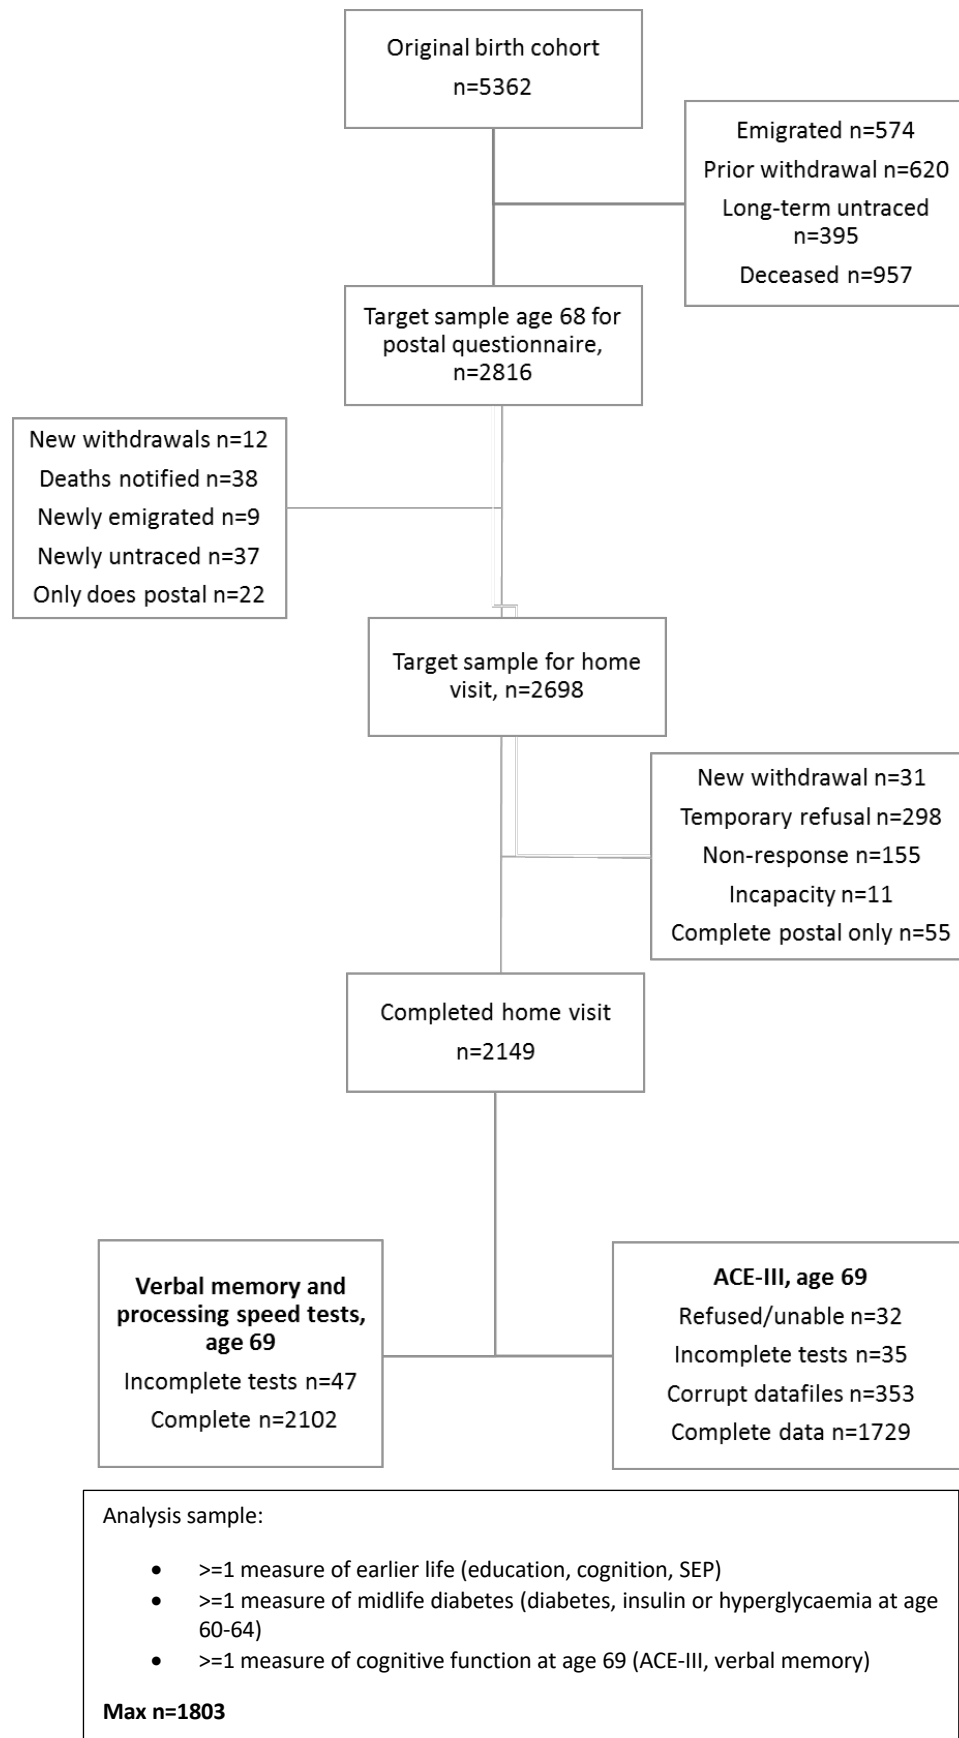 Original birth cohort
n=5362
Emigrated n=574
Prior withdrawal n=620
Long-term untraced
n=395
Deceased n=957
Target sample age 68 for
postal questionnaire,
n=2816
New withdrawals n=12
Deaths notified n=38
Newly emigrated n=9
Newly untraced n=37
Only does postal n=22
Target sample for home
visit, n=2698
New withdrawal n=31
Temporary refusal n=298
Non-response n=155
Incapacity n=11
Complete postal only n=55
Completed home visit
n=2149
Verbal memory and
processing speed tests,
age 69
Incomplete tests n=47
Complete n=2102
ACE-III, age 69
Refused/unable n=32
Incomplete tests n=35
Corrupt datafiles n=353
Complete data n=1729
Analysis sample:
• >=1 measure of earlier life (education, cognition, SEP)
• >=1 measure of midlife diabetes (diabetes, insulin or hyperglycaemia at age
60-64)
• >=1 measure of cognitive function at age 69 (ACE-III, verbal memory)
Max n=1803